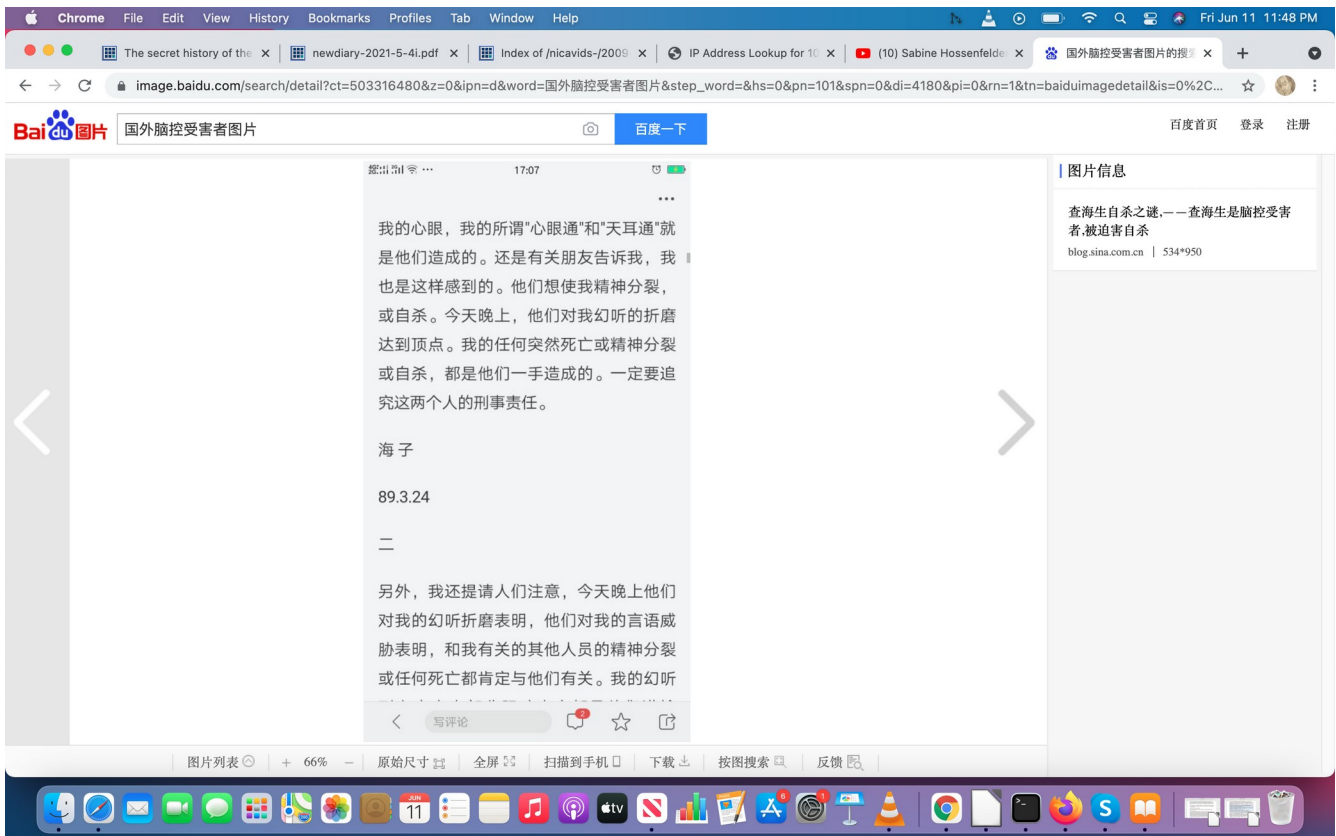 Chrome File Edit View History Bookmarks Profiles Tab Window Help Fri Jun 11 11:48 PM
The secret history of the newdiary-2021-5-4i.pdf Index of /nicavids-/2009 IP Address Lookup for 10 (10) Sabine Hossenfelde 国外脑控受害者图片的搜
image.baidu.com/search/detail?ct=503316480&z=0&ipn=d&word=国外脑控受害者图片&step_word=&hs=0&pn=101&spn=0&di=4180&pi=0&rn=1&tn=baiduimagedetail&is=0%2C...
Bai du 图片 国外脑控受害者图片 百度一下 百度首页 登录 注册
17:07
图片信息
查海生自杀之谜,——查海生是脑控受害
者,被迫害自杀
blog.sina.com.cn | 534*950
我的心眼，我的所谓"心眼通"和"天耳通"就
是他们造成的。还是有关朋友告诉我，我
也是这样感到的。他们想使我精神分裂，
或自杀。今天晚上，他们对我幻听的折磨
达到顶点。我的任何突然死亡或精神分裂
或自杀，都是他们一手造成的。一定要追
究这两个人的刑事责任。
海 子
89.3.24
二
另外，我还提请人们注意，今天晚上他们
对我的幻听折磨表明，他们对我的言语威
胁表明，和我有关的其他人员的精神分裂
或任何死亡都肯定与他们有关。我的幻听
写评论 2
图片列表 + 66% − 原始尺寸 全屏 扫描到手机 下载 按图搜索 反馈
JUN 11 tv 6 1